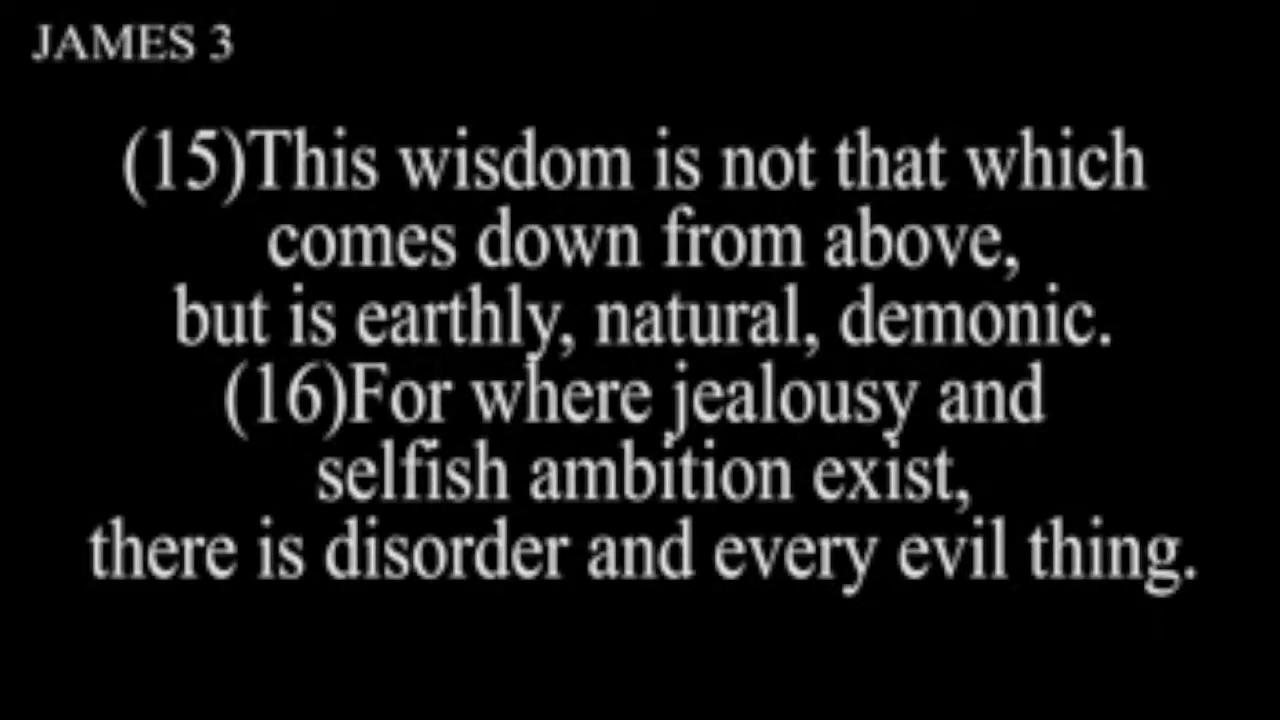 JAMES 3
(15)This wisdom is not that which
comes down from above,
but is earthly, natural, demonic.
(16)For where jealousy and
selfish ambition exist,
there is disorder and every evil thing.